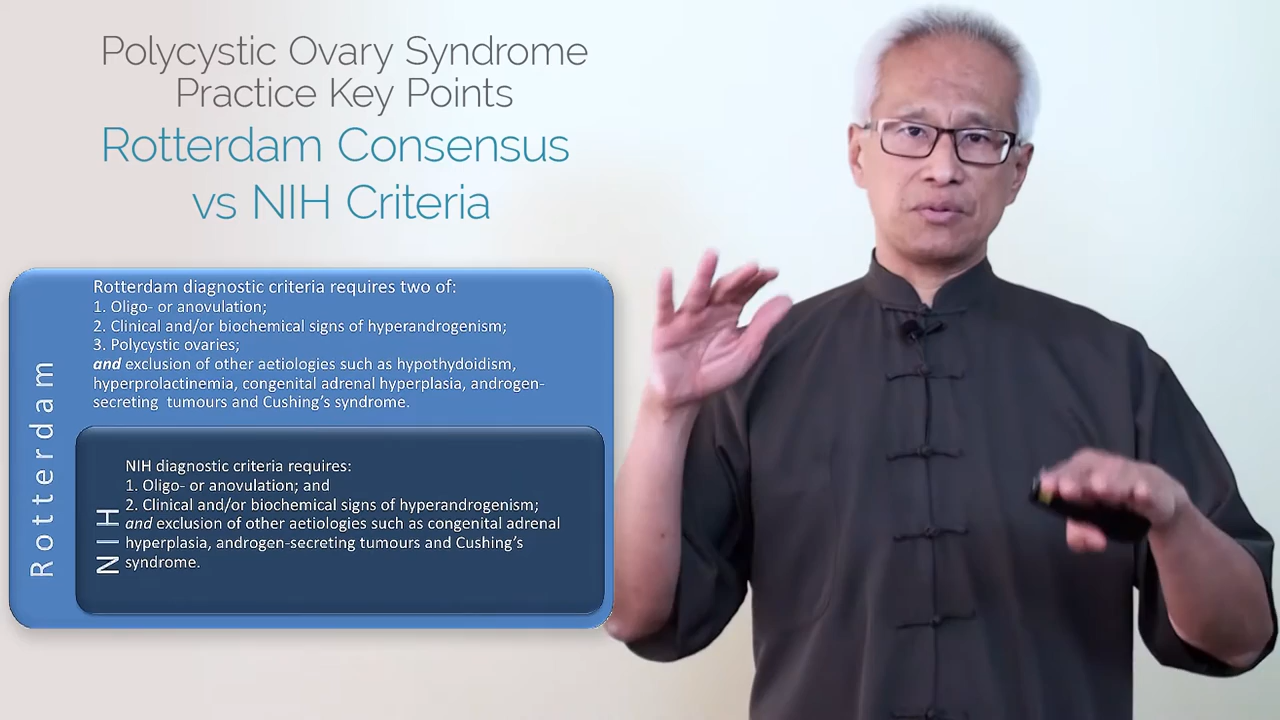 Polycystic Ovary Syndrome
Practice Key Points
Rotterdam Consensus
vs NIH Criteria
Rotterdam
Rotterdam diagnostic criteria requires two of:
1. Oligo- or anovulation;
2. Clinical and/or biochemical signs of hyperandrogenism;
3. Polycystic ovaries;
and exclusion of other aetiologies such as hypothydoidism,
hyperprolactinemia, congenital adrenal hyperplasia, androgen-
secreting tumours and Cushing's syndrome.
NIH
NIH diagnostic criteria requires:
1. Oligo- or anovulation; and
2. Clinical and/or biochemical signs of hyperandrogenism;
and exclusion of other aetiologies such as congenital adrenal
hyperplasia, androgen-secreting tumours and Cushing's
syndrome.